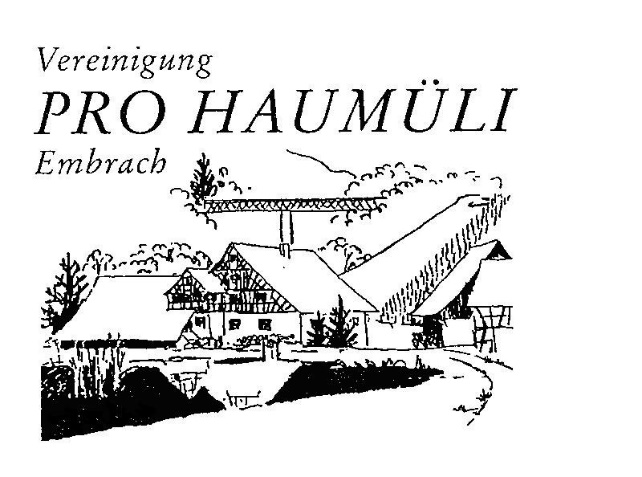 Vereinigung
PRO HAUMÜLI
Embrach